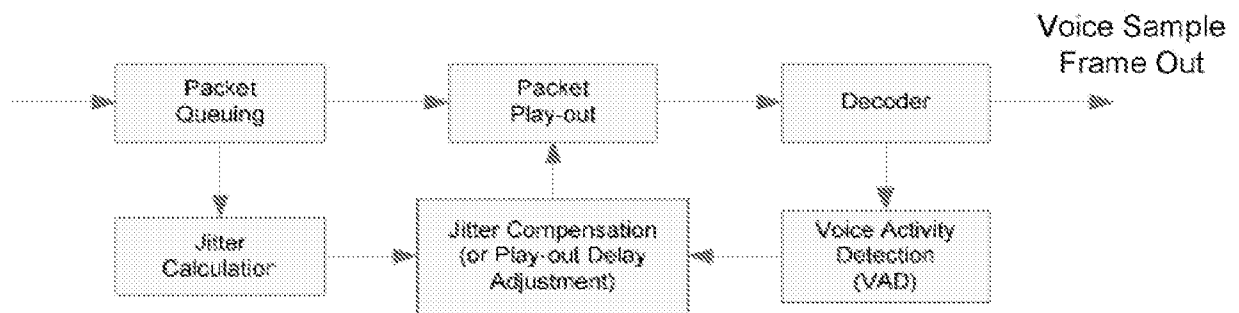 Voice Sample
Frame Out
Packet
Queuing
Packet
Play-out
Decoder
Jitter
Calculation
Jitter Compensation
(or Play-out Delay
Adjustment)
Voice Activity
Detection
(VAD)